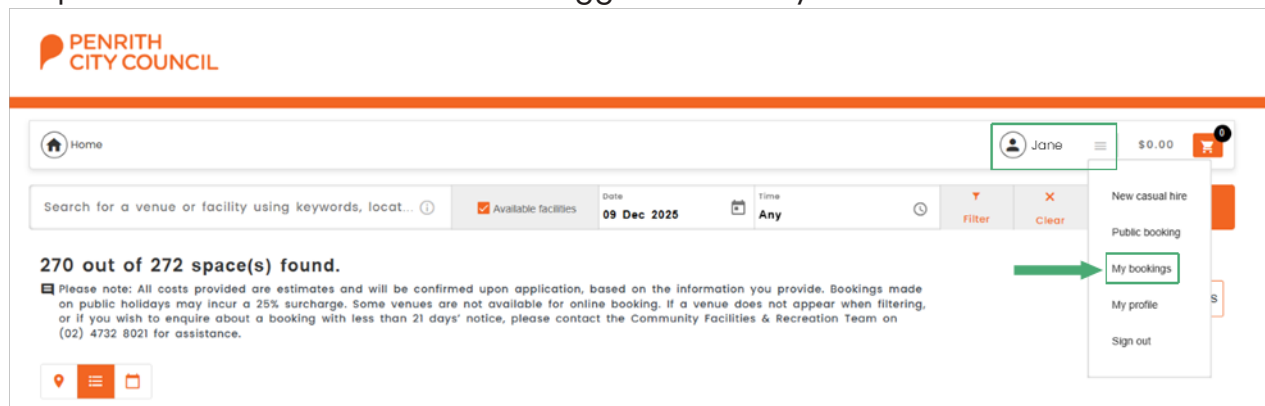 PENRITH
CITY COUNCIL
Home
Jane
$0.00
0
Search for a venue or facility using keywords, locat...
Available facilities
Date
09 Dec 2025
Time
Any
Filter
Clear
New casual hire
Public booking
My bookings
My profile
Sign out
270 out of 272 space(s) found.
Please note: All costs provided are estimates and will be confirmed upon application, based on the information you provide. Bookings made
on public holidays may incur a 25% surcharge. Some venues are not available for online booking. If a venue does not appear when filtering,
or if you wish to enquire about a booking with less than 21 days' notice, please contact the Community Facilities & Recreation Team on
(02) 4732 8021 for assistance.
S